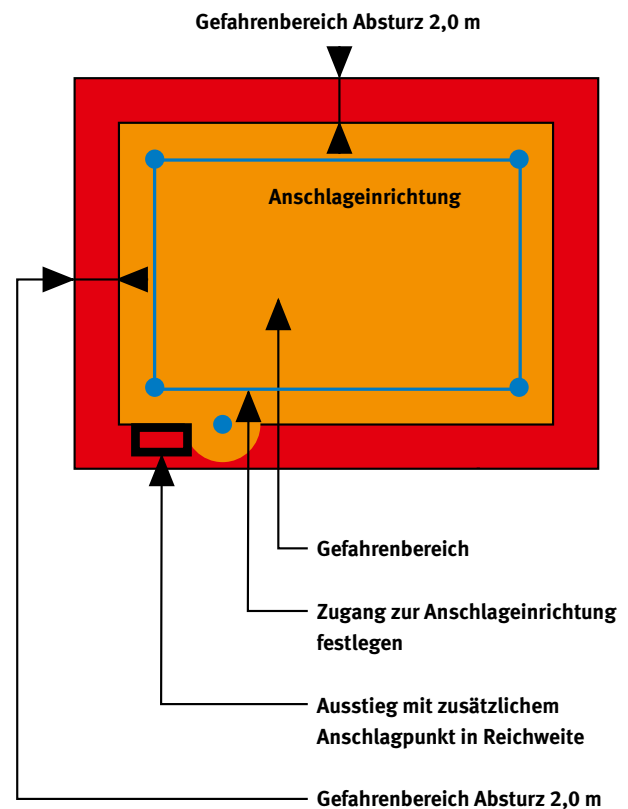 Gefahrenbereich Absturz 2,0 m
Anschlageinrichtung
Gefahrenbereich
Zugang zur Anschlageinrichtung
festlegen
Ausstieg mit zusätzlichem
Anschlagpunkt in Reichweite
Gefahrenbereich Absturz 2,0 m